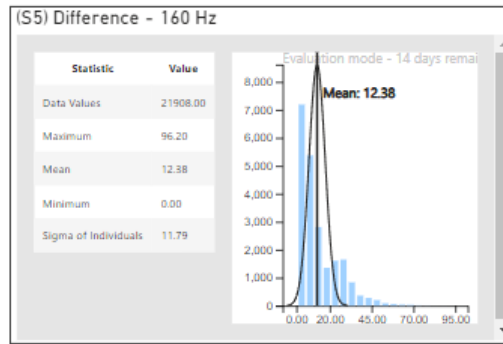 (S5) Difference - 160 Hz
Statistic Value
Data Values 21908.00
Maximum 96.20
Mean 12.38
Minimum 0.00
Sigma of Individuals 11.79
Evaluation mode - 14 days remai
Mean: 12.38
8,000
7,000
6,000
5,000
4,000
3,000
2,000
1,000
0
0.00 20.00 45.00 70.00 95.00